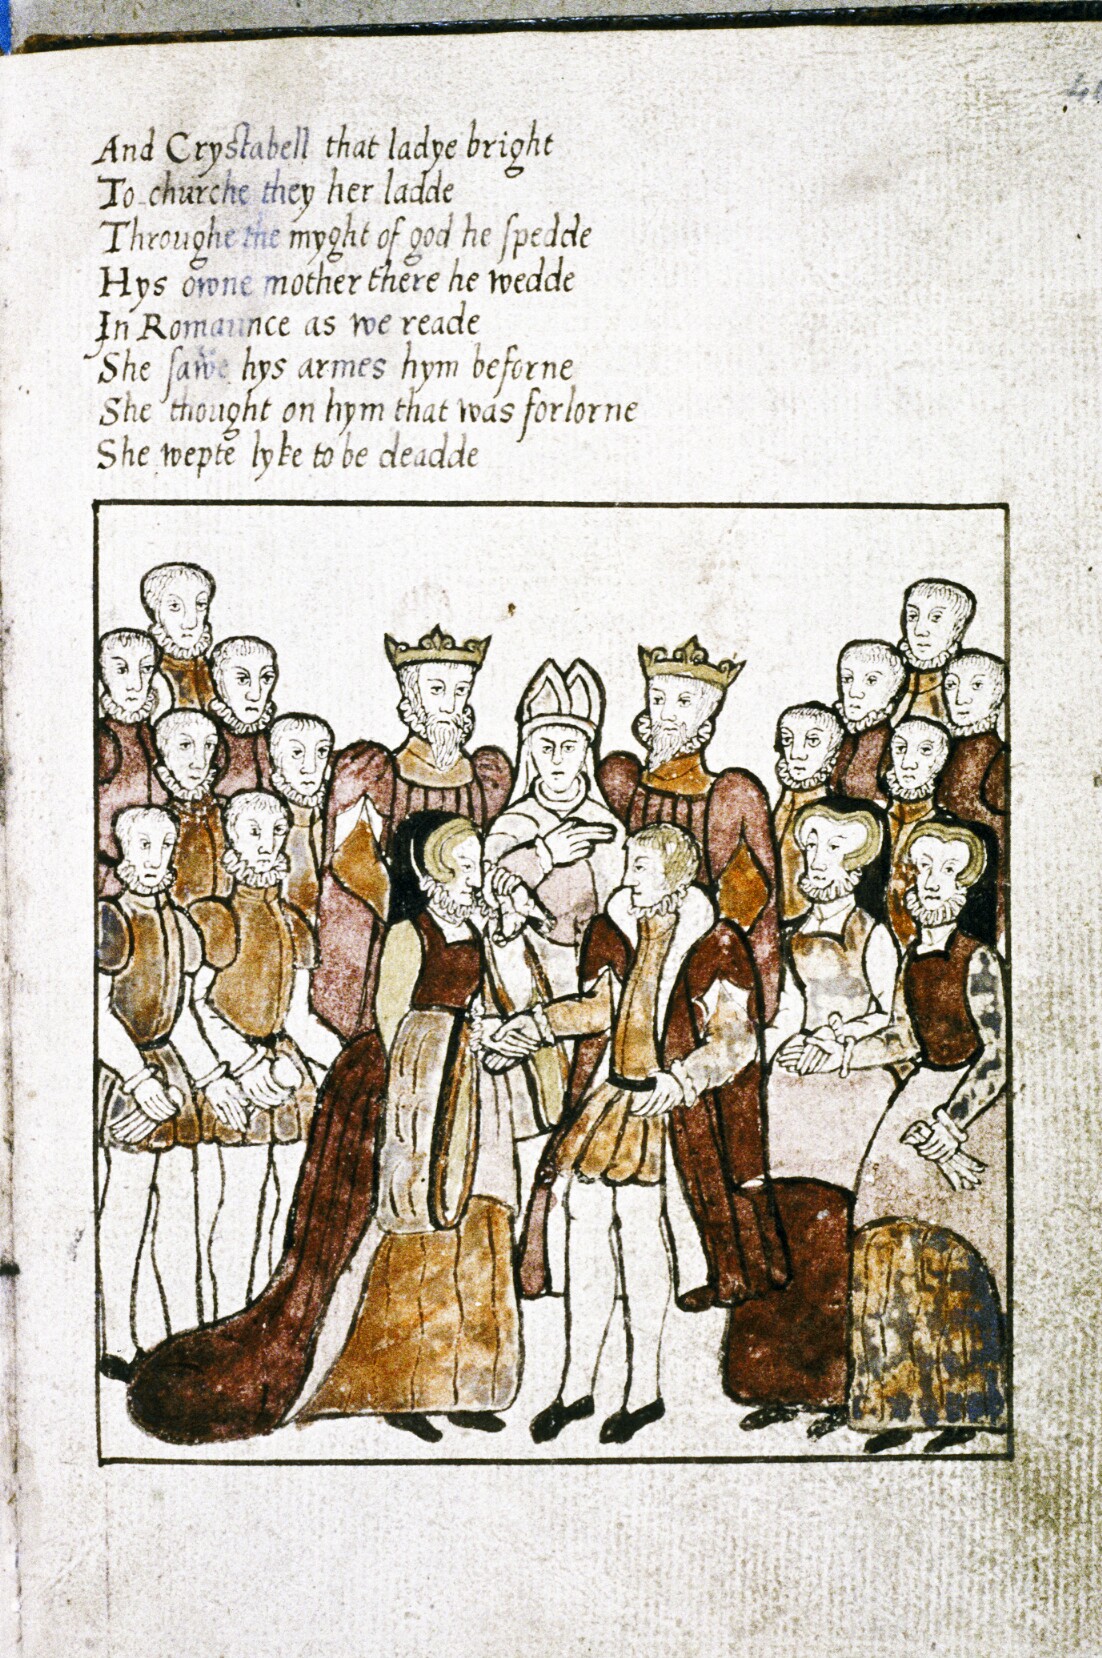 And Crystabell that ladye bright
To churche they her ladde
Throughe the myght of god he ſpedde
Hys owne mother there he wedde
In Romaunce as we reade
She ſawe hys armes hym beforne
She thought on hym that was forlorne
She wepte lyke to be deadde